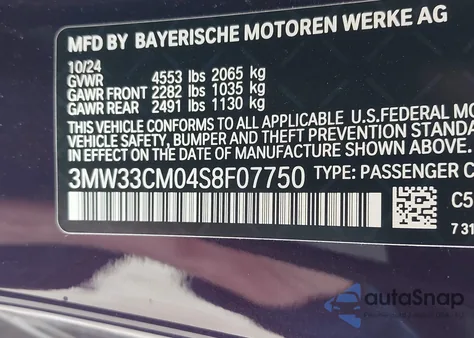 MFD BY BAYERISCHE MOTOREN WERKE AG
10/24
GVWR 4553 lbs 2065 kg
GAWR FRONT 2282 lbs 1035 kg
GAWR REAR 2491 lbs 1130 kg
THIS VEHICLE CONFORMS TO ALL APPLICABLE U.S.FEDERAL MO
VEHICLE SAFETY, BUMPER AND THEFT PREVENTION STANDA
IN EFFECT ON THE DATE OF MANUFACTURE SHOWN ABOVE.
3MW33CM04S8F07750 TYPE: PASSENGER C
C5
7 31
autoSnap